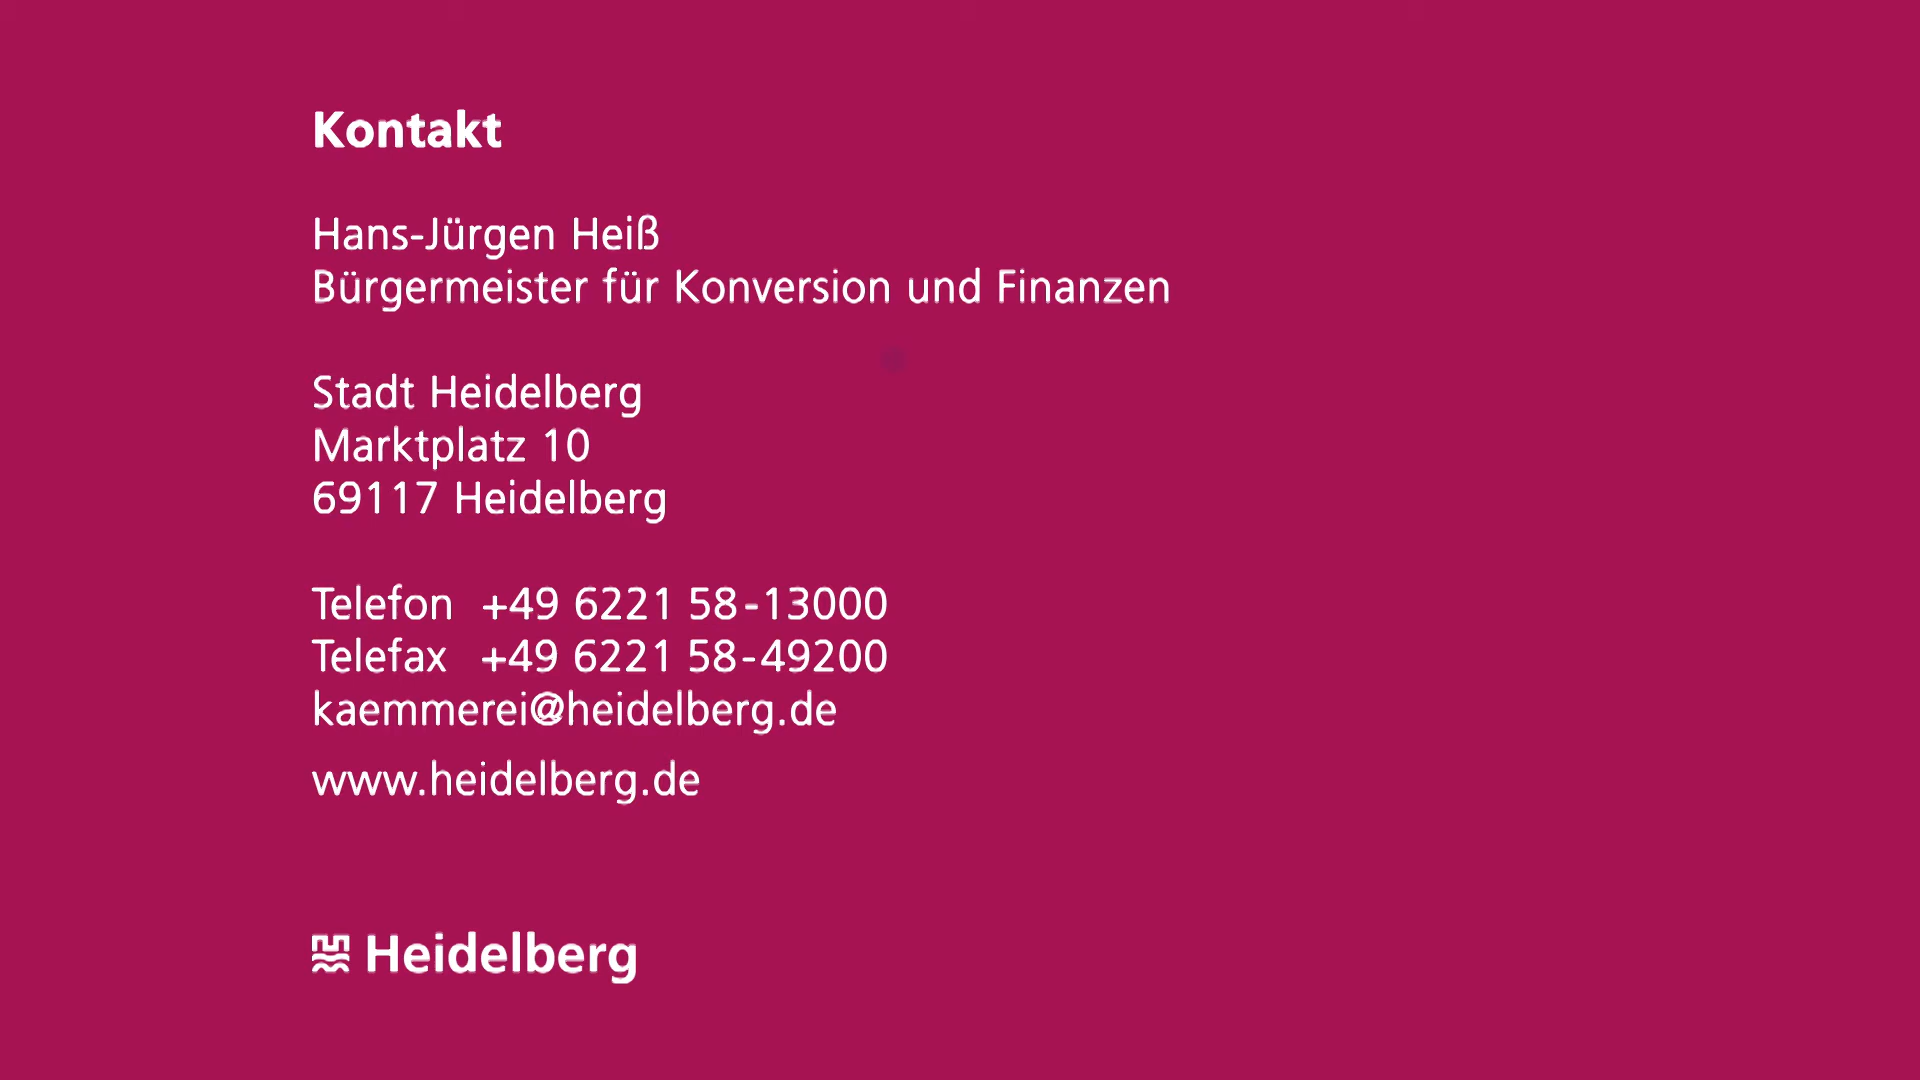 Kontakt
Hans-Jürgen Heiß
Bürgermeister für Konversion und Finanzen
Stadt Heidelberg
Marktplatz 10
69117 Heidelberg
Telefon +49 6221 58-13000
Telefax +49 6221 58-49200
kaemmerei@heidelberg.de
www.heidelberg.de
Heidelberg